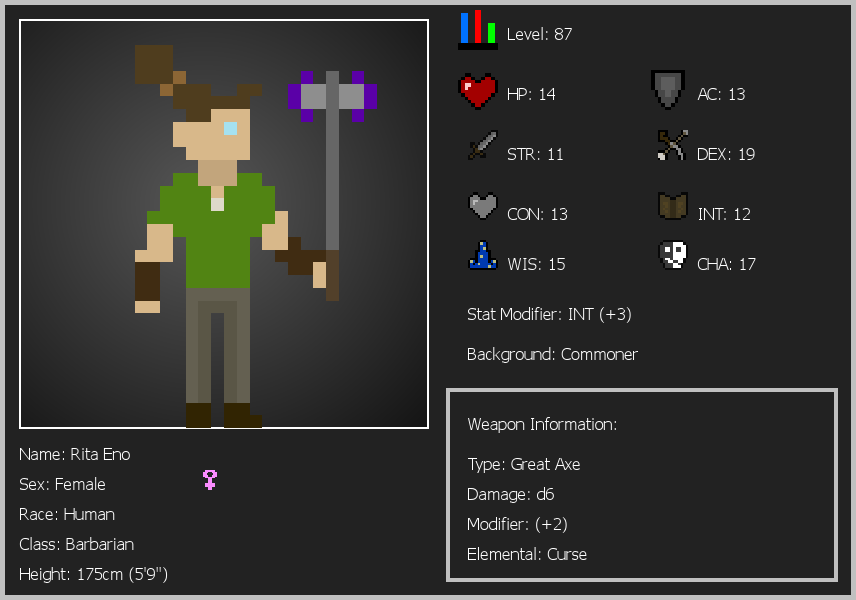 Level: 87
HP: 14
AC: 13
STR: 11
DEX: 19
CON: 13
INT: 12
WIS: 15
CHA: 17
Stat Modifier: INT (+3)
Background: Commoner
Name: Rita Eno
Sex: Female
Race: Human
Class: Barbarian
Height: 175cm (5'9")
Weapon Information:
Type: Great Axe
Damage: d6
Modifier: (+2)
Elemental: Curse